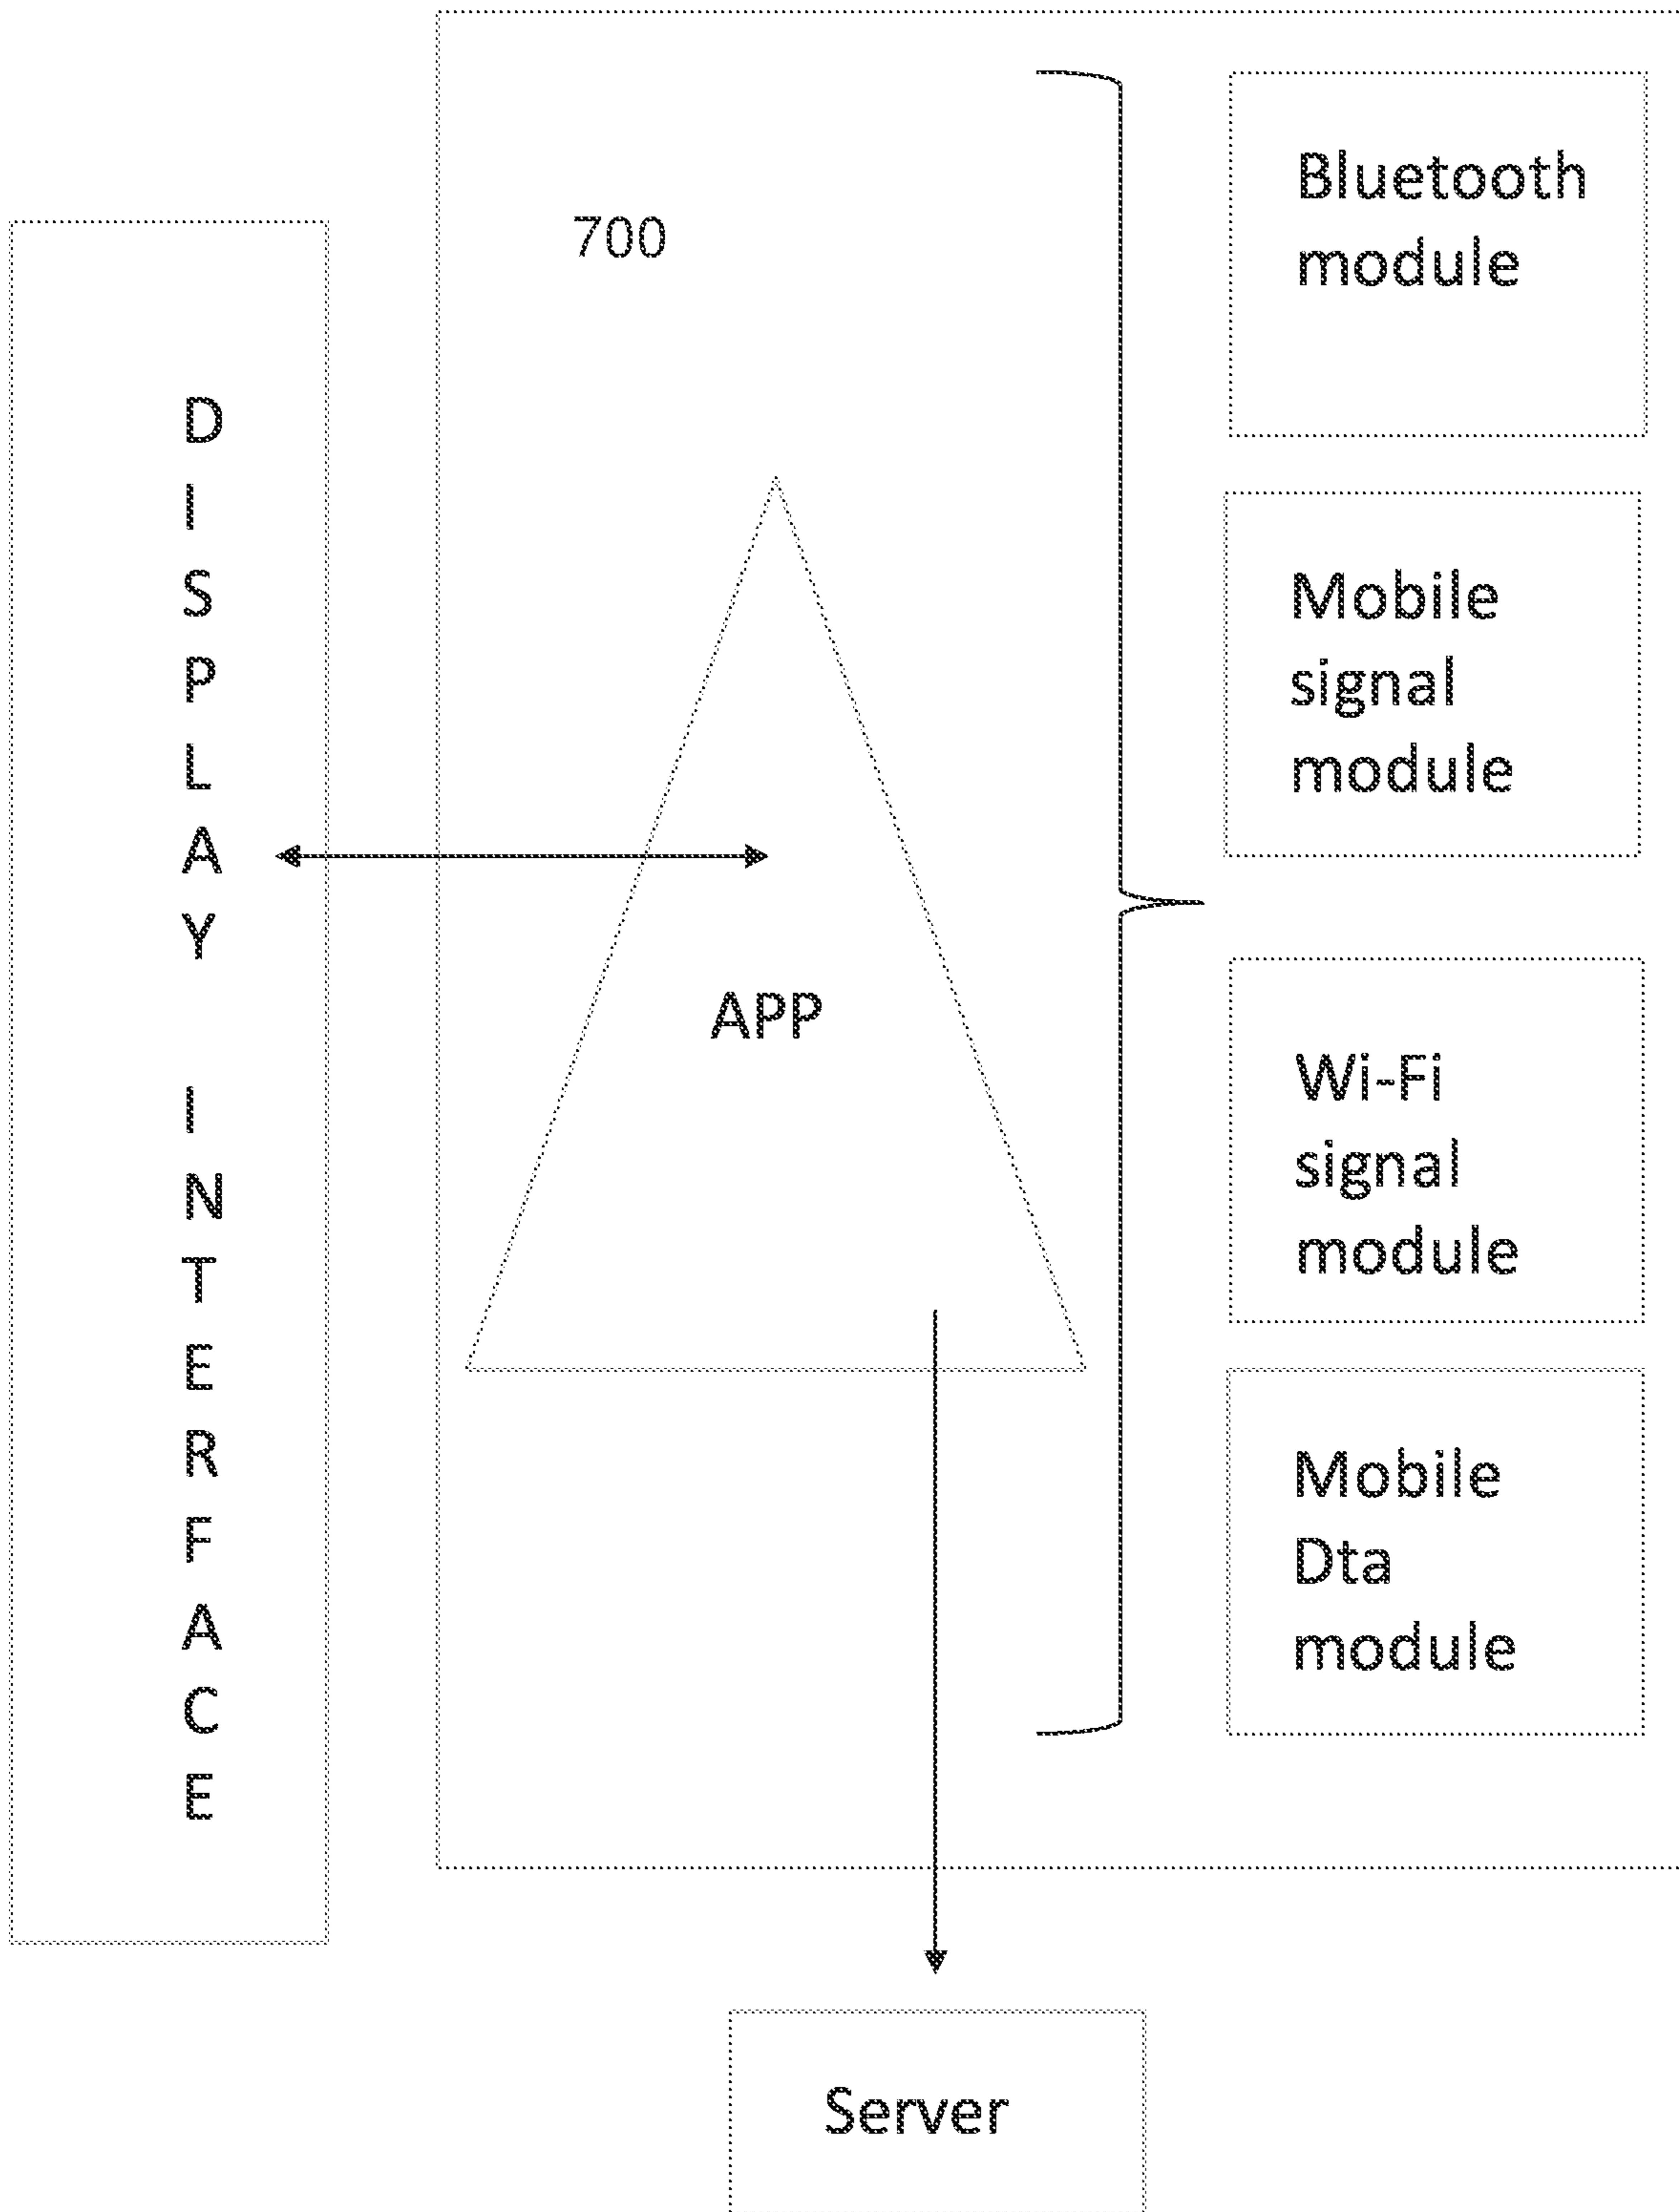 D
I
S
P
L
A
Y
I
N
T
E
R
F
A
C
E
700
APP
Bluetooth
module
Mobile
signal
module
Wi-Fi
signal
module
Mobile
Dta
module
Server